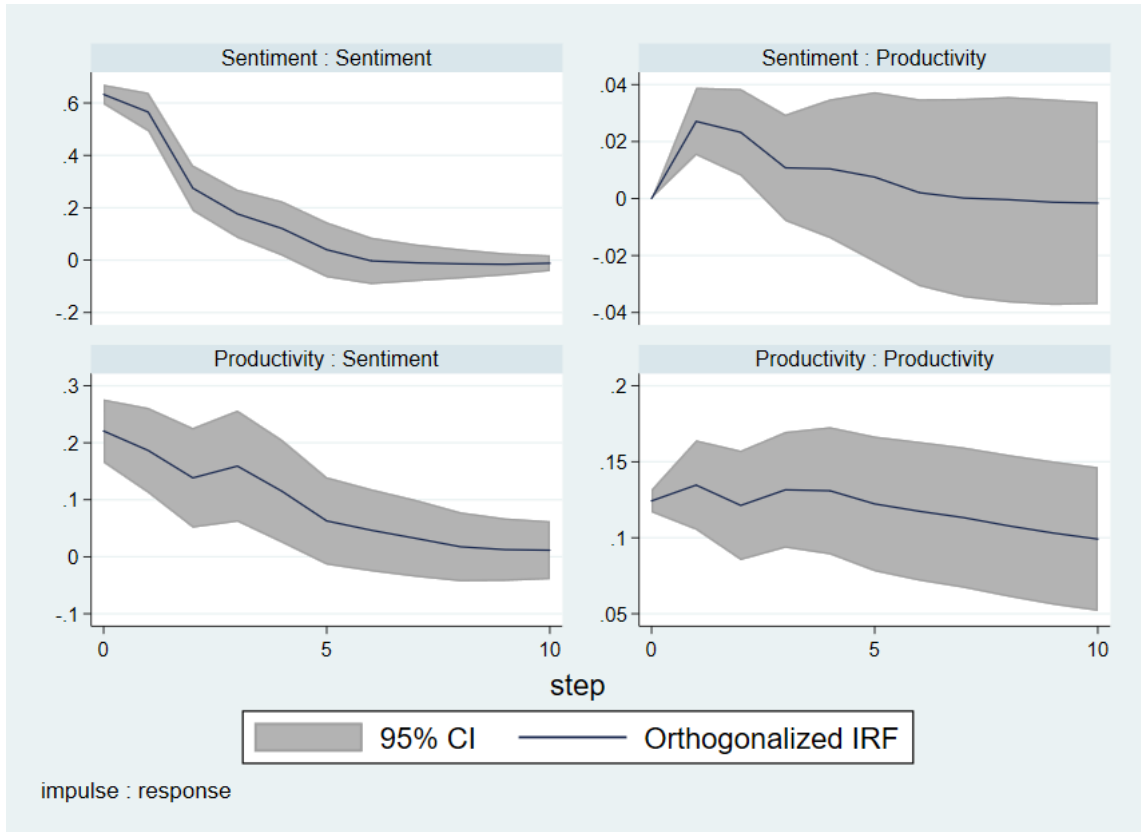 Sentiment : Sentiment
Sentiment : Productivity
.6
.4
.2
0
-.2
.04
.02
0
-.02
-.04
Productivity : Sentiment
Productivity : Productivity
.3
.2
.1
0
-.1
.2
.15
.1
.05
0 5 10
0 5 10
step
95% CI Orthogonalized IRF
impulse : response